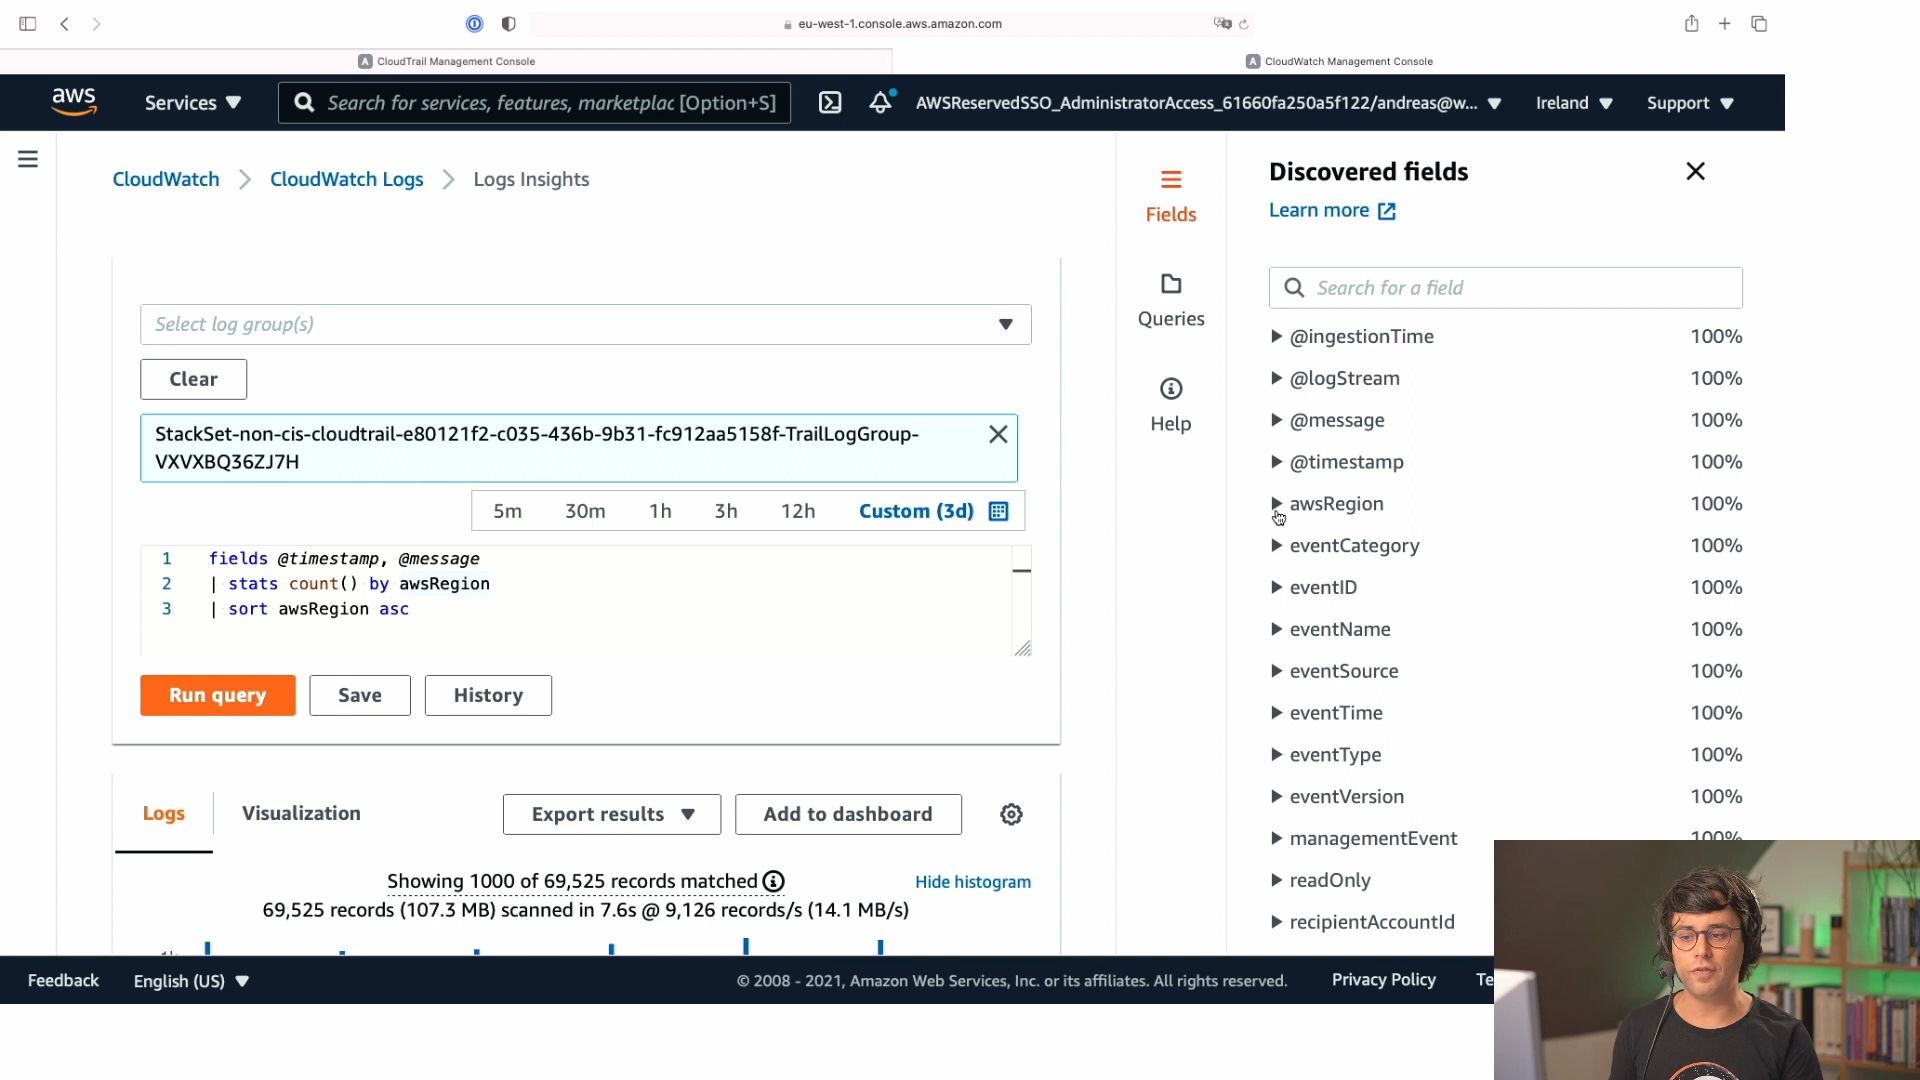 eu-west-1.console.aws.amazon.com
CloudTrail Management Console
CloudWatch Management Console
aws
Services
Search for services, features, marketplac [Option+S]
AWSReservedSSO_AdministratorAccess_61660fa250a5f122/andreas@w...
Ireland
Support
CloudWatch
CloudWatch Logs
Logs Insights
Select log group(s)
Clear
StackSet-non-cis-cloudtrail-e80121f2-c035-436b-9b31-fc912aa5158f-TrailLogGroup-
VXVXBQ36ZJ7H
5m
30m
1h
3h
12h
Custom (3d)
1 fields @timestamp, @message
2 | stats count() by awsRegion
3 | sort awsRegion asc
Run query
Save
History
Logs
Visualization
Export results
Add to dashboard
Showing 1000 of 69,525 records matched
Hide histogram
69,525 records (107.3 MB) scanned in 7.6s @ 9,126 records/s (14.1 MB/s)
Fields
Queries
Help
Discovered fields
Learn more
Search for a field
@ingestionTime 100%
@logStream 100%
@message 100%
@timestamp 100%
awsRegion 100%
eventCategory 100%
eventID 100%
eventName 100%
eventSource 100%
eventTime 100%
eventType 100%
eventVersion 100%
managementEvent 100%
readOnly
recipientAccountId
Feedback
English (US)
© 2008 - 2021, Amazon Web Services, Inc. or its affiliates. All rights reserved.
Privacy Policy
Te